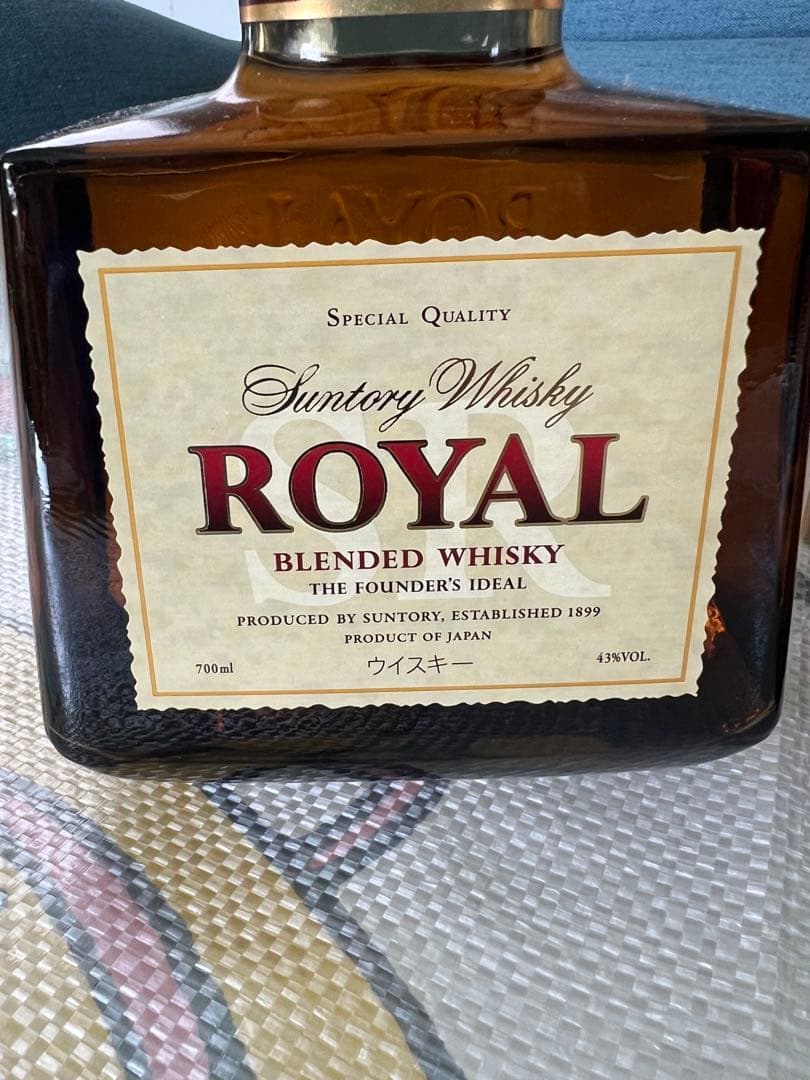 SPECIAL QUALITY
Suntory Whisky
SR
ROYAL
BLENDED WHISKY
THE FOUNDER'S IDEAL
PRODUCED BY SUNTORY, ESTABLISHED 1899
PRODUCT OF JAPAN
700ml ウイスキー 43%VOL.